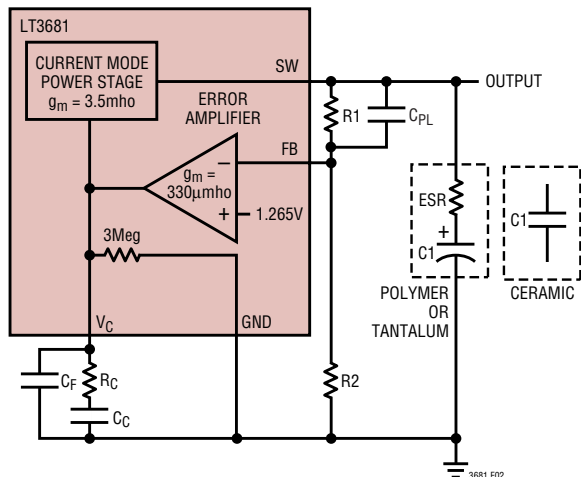 LT3681
CURRENT MODE
POWER STAGE
gm = 3.5mho
SW
OUTPUT
ERROR
AMPLIFIER
R1
CPL
FB
gm =
330µmho
–
+
1.265V
ESR
+
C1
C1
3Meg
POLYMER
OR
TANTALUM
CERAMIC
VC
GND
CF
RC
R2
CC
3681 F02